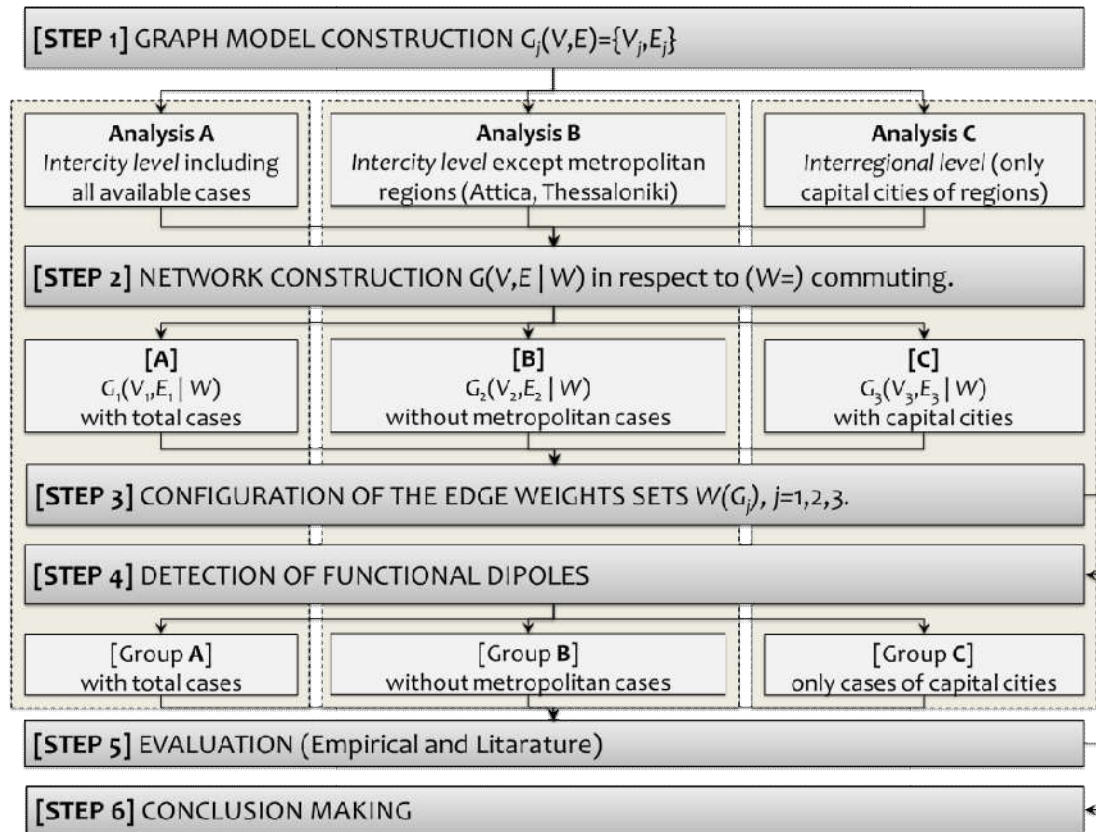 [STEP 1] GRAPH MODEL CONSTRUCTION Gj(V,E)={Vj,Ej}
Analysis A
Intercity level including
all available cases
Analysis B
Intercity level except metropolitan
regions (Attica, Thessaloniki)
Analysis C
Interregional level (only
capital cities of regions)
[STEP 2] NETWORK CONSTRUCTION G(V,E|W) in respect to (W=) commuting.
[A]
G₁(V₁,E₁|W)
with total cases
[B]
G₂(V₂,E₂|W)
without metropolitan cases
[C]
G₃(V₃,E₃|W)
with capital cities
[STEP 3] CONFIGURATION OF THE EDGE WEIGHTS SETS W(Gj), j=1,2,3.
[STEP 4] DETECTION OF FUNCTIONAL DIPOLES
[Group A]
with total cases
[Group B]
without metropolitan cases
[Group C]
only cases of capital cities
[STEP 5] EVALUATION (Empirical and Litarature)
[STEP 6] CONCLUSION MAKING